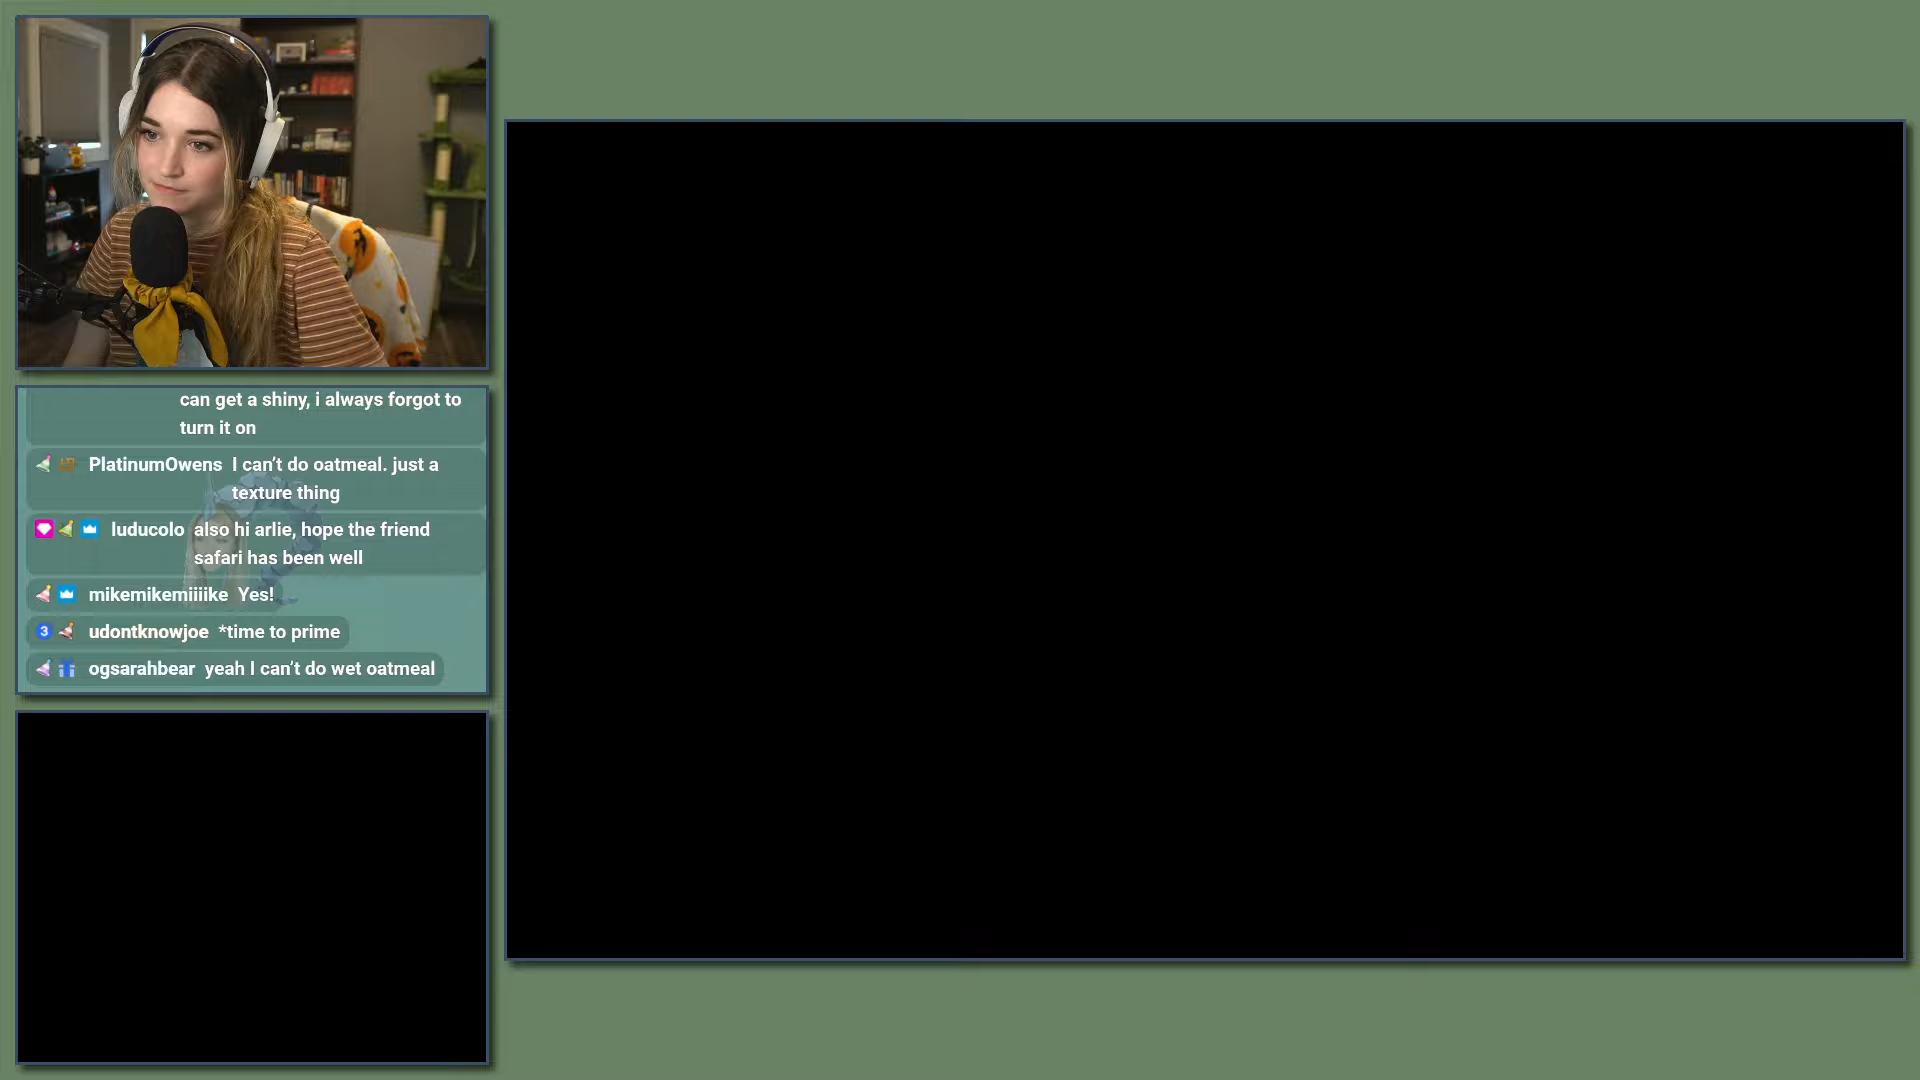 can get a shiny, i always forgot to
turn it on
PlatinumOwens I can't do oatmeal. just a
texture thing
luducolo also hi arlie, hope the friend
safari has been well
mikemikemiiiike Yes!
3 udontknowjoe *time to prime
ogsarahbear yeah I can't do wet oatmeal